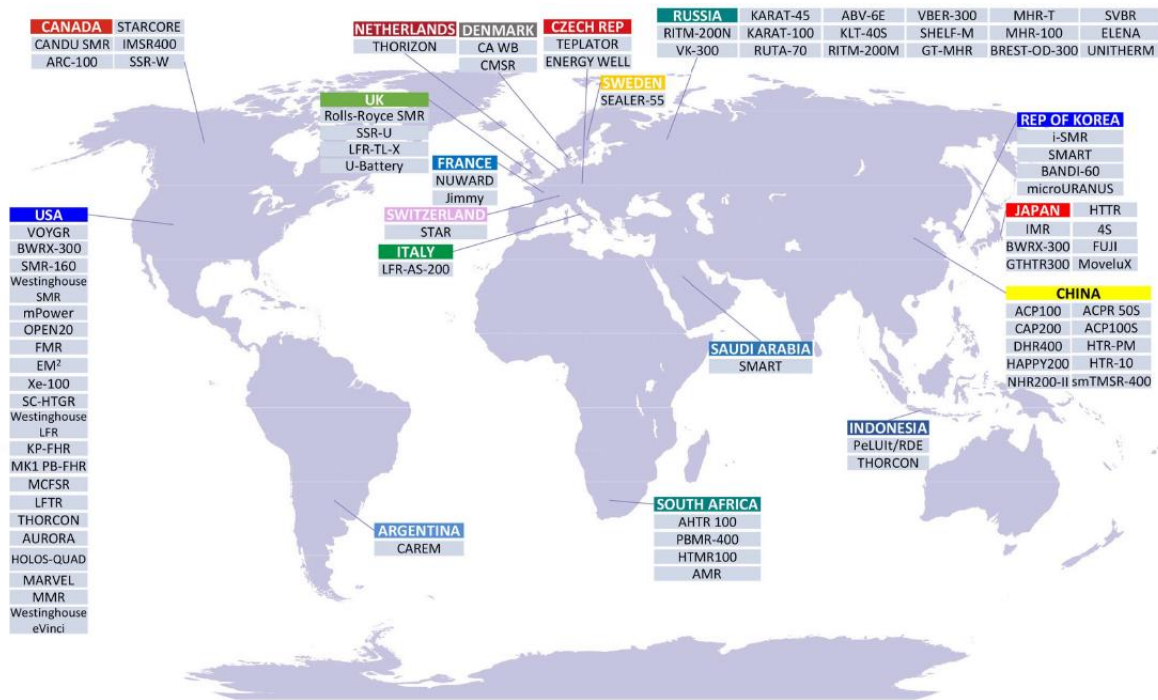 CANADA STARCORE
CANDU SMR IMSR400
ARC-100 SSR-W
NETHERLANDS
THORIZON
DENMARK
CA WB
CMSR
CZECH REP
TEPLATOR
ENERGY WELL
SWEDEN
SEALER-55
RUSSIA KARAT-45 ABV-6E VBER-300 MHR-T SVBR
RITM-200N KARAT-100 KLT-40S SHELF-M MHR-100 ELENA
VK-300 RUTA-70 RITM-200M GT-MHR BREST-OD-300 UNITHERM
UK
Rolls-Royce SMR
SSR-U
LFR-TL-X
U-Battery
FRANCE
NUWARD
Jimmy
SWITZERLAND
STAR
ITALY
LFR-AS-200
REP OF KOREA
i-SMR
SMART
BANDI-60
microURANUS
JAPAN HTTR
IMR 4S
BWRX-300 FUJI
GTHTR300 MoveluX
CHINA
ACP100 ACPR 50S
CAP200 ACP100S
DHR400 HTR-PM
HAPPY200 HTR-10
NHR200-II smTMSR-400
USA
VOYGR
BWRX-300
SMR-160
Westinghouse
SMR
mPower
OPEN20
FMR
EM²
Xe-100
SC-HTGR
Westinghouse
LFR
KP-FHR
MK1 PB-FHR
MCFSR
LFTR
THORCON
AURORA
HOLOS-QUAD
MARVEL
MMR
Westinghouse
eVinci
SAUDI ARABIA
SMART
INDONESIA
PeLUIt/RDE
THORCON
SOUTH AFRICA
AHTR 100
PBMR-400
HTMR100
AMR
ARGENTINA
CAREM